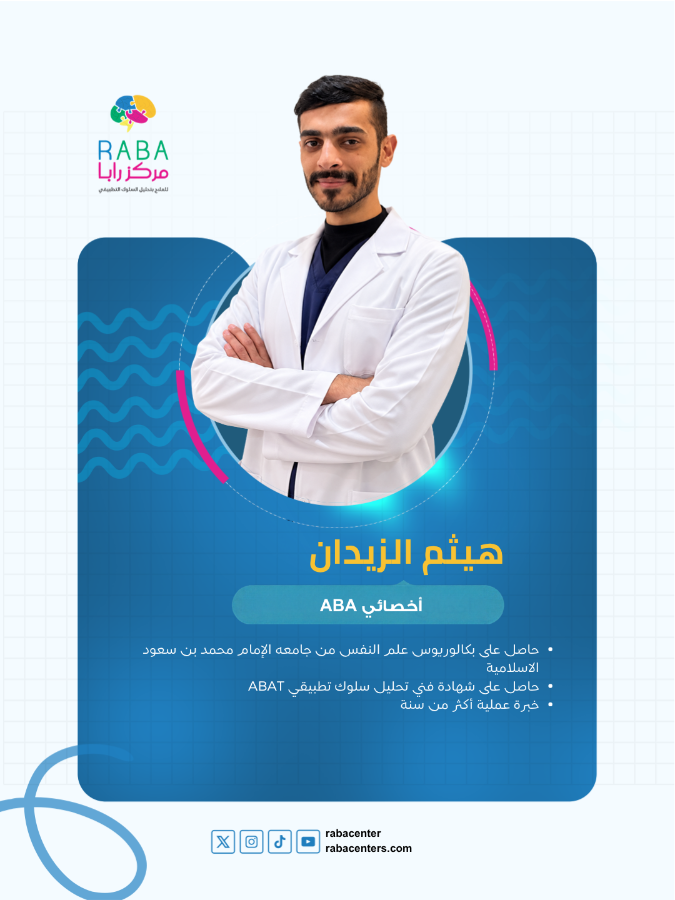 RABA
مركز رابا
للعلاج بتحليل السلوك التطبيقي
هيثم الزيدان
أخصائي ABA
• حاصل على بكالوريوس علم النفس من جامعه الإمام محمد بن سعود
الاسلامية
• حاصل على شهادة فني تحليل سلوك تطبيقي ABAT
• خبرة عملية أكثر من سنة
rabacenter
rabacenters.com